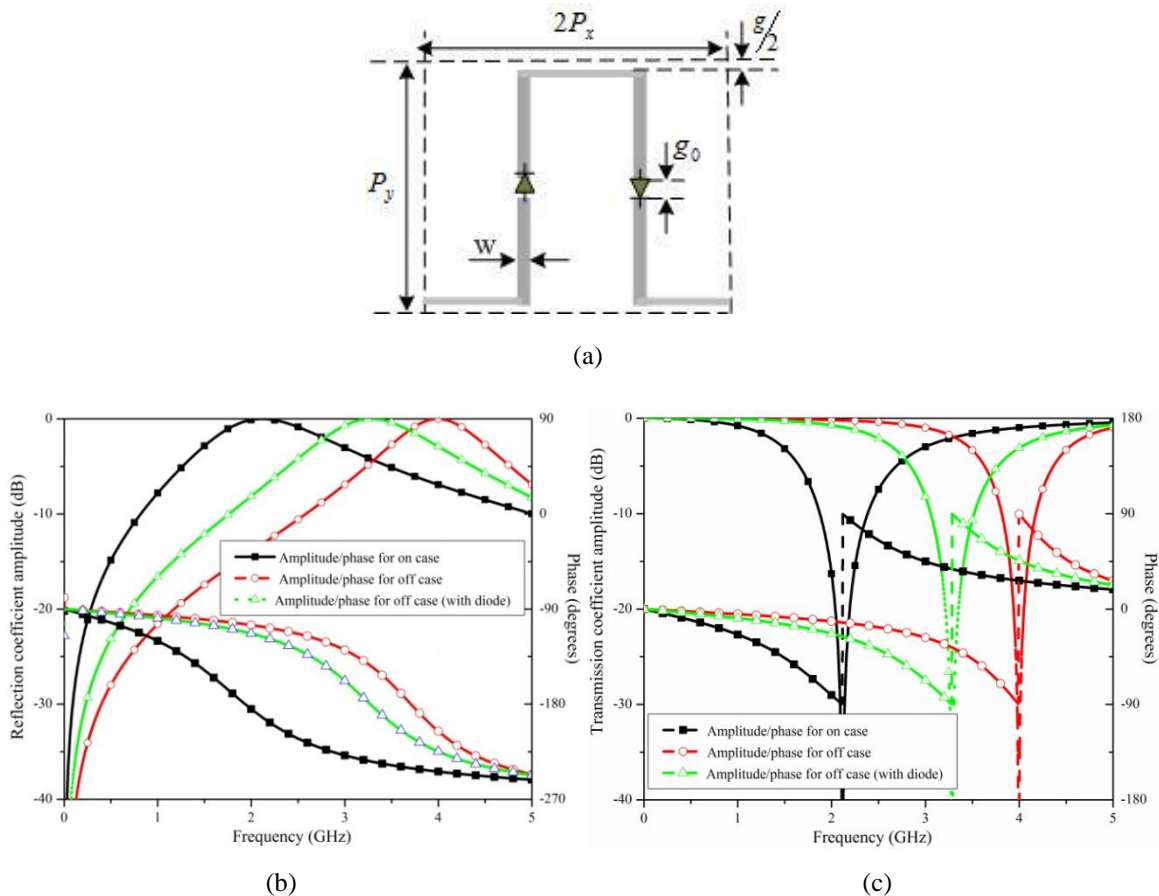 2Pₓ
g/2
P_y
g₀
w
(a)
0
-10
-20
-30
-40
Reflection coefficient amplitude (dB)
90
0
-90
-180
-270
Phase (degrees)
Amplitude/phase for on case
Amplitude/phase for off case
Amplitude/phase for off case (with diode)
0 1 2 3 4 5
Frequency (GHz)
(b)
0
-10
-20
-30
-40
Transmission coefficient amplitude (dB)
180
90
0
-90
-180
Phase (degrees)
Amplitude/phase for on case
Amplitude/phase for off case
Amplitude/phase for off case (with diode)
0 1 2 3 4 5
Frequency (GHz)
(c)